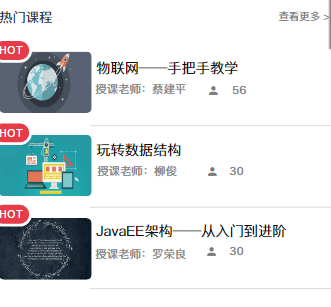 热门课程
查看更多 >
HOT
物联网——手把手教学
授课老师：蔡建平 56
HOT
玩转数据结构
授课老师：柳俊 30
HOT
JavaEE架构——从入门到进阶
授课老师：罗荣良 30